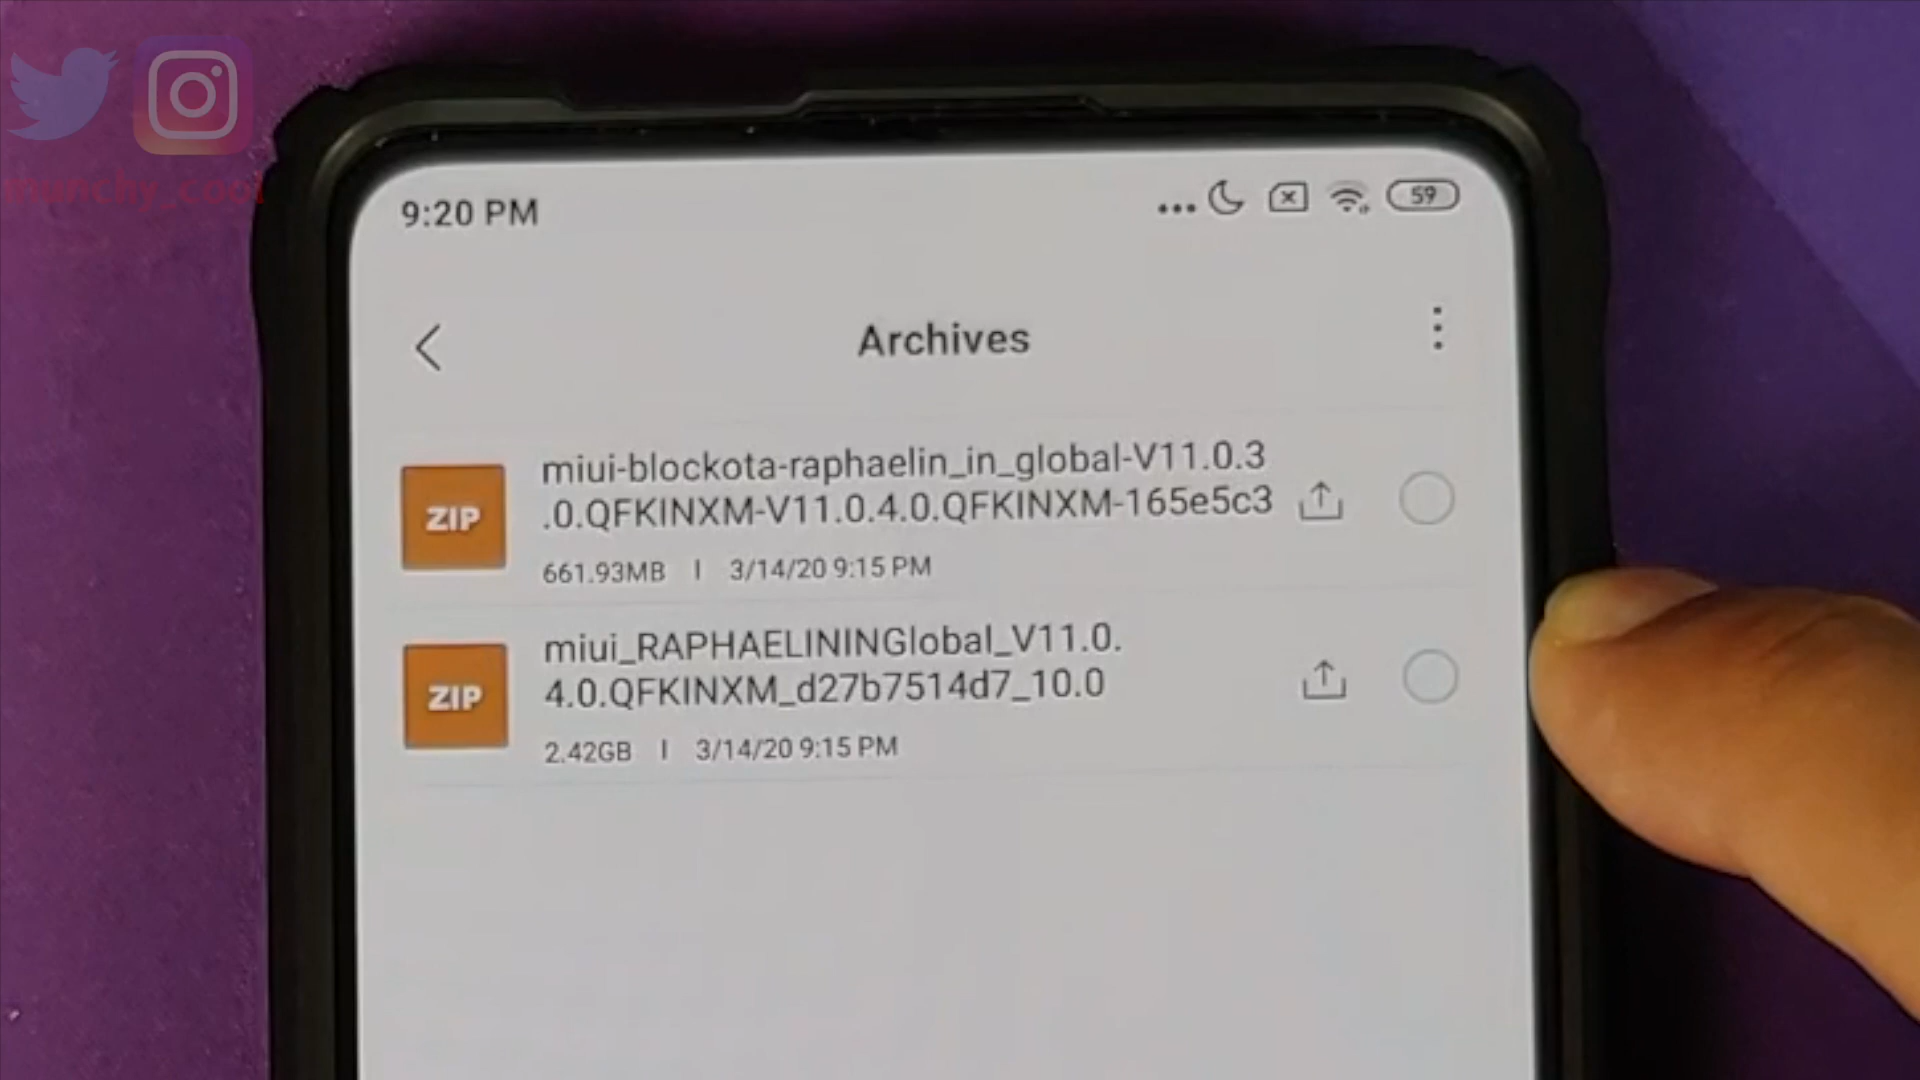 munchy_cool
9:20 PM
59
Archives
ZIP
miui-blockota-raphaelin_in_global-V11.0.3
.0.QFKINXM-V11.0.4.0.QFKINXM-165e5c3
661.93MB | 3/14/20 9:15 PM
ZIP
miui_RAPHAELININGlobal_V11.0.
4.0.QFKINXM_d27b7514d7_10.0
2.42GB | 3/14/20 9:15 PM